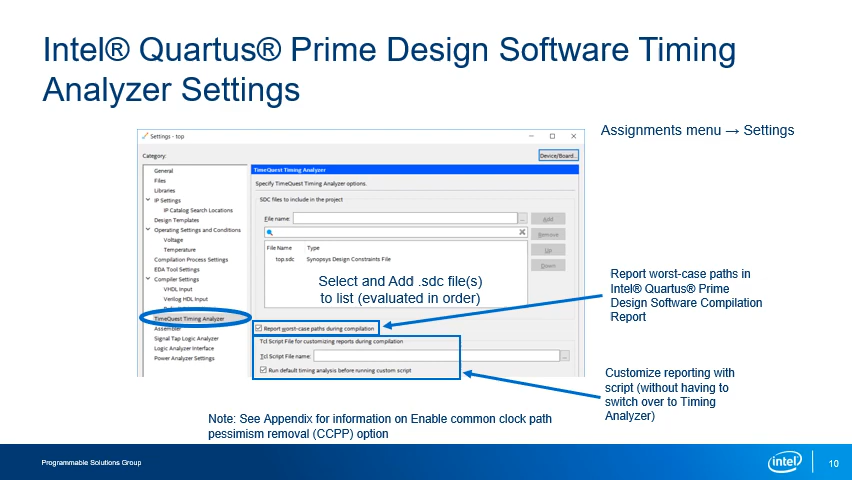 Intel® Quartus® Prime Design Software Timing
Analyzer Settings
Assignments menu → Settings
Settings - top
Category:
Device/Board...
General
Files
Libraries
IP Settings
IP Catalog Search Locations
Design Templates
Operating Settings and Conditions
Voltage
Temperature
Compilation Process Settings
EDA Tool Settings
Compiler Settings
VHDL Input
Verilog HDL Input
TimeQuest Timing Analyzer
Assembler
Signal Tap Logic Analyzer
Logic Analyzer Interface
Power Analyzer Settings
TimeQuest Timing Analyzer
Specify TimeQuest Timing Analyzer options.
SDC files to include in the project
File name:
...
Add
Remove
Up
Down
File Name Type
top.sdc Synopsys Design Constraints File
Select and Add .sdc file(s)
to list (evaluated in order)
Report worst-case paths during compilation
Tcl Script File for customizing reports during compilation
Tcl Script File name:
...
Run default timing analysis before running custom script
Report worst-case paths in
Intel® Quartus® Prime
Design Software Compilation
Report
Customize reporting with
script (without having to
switch over to Timing
Analyzer)
Note: See Appendix for information on Enable common clock path
pessimism removal (CCPP) option
Programmable Solutions Group
intel
10